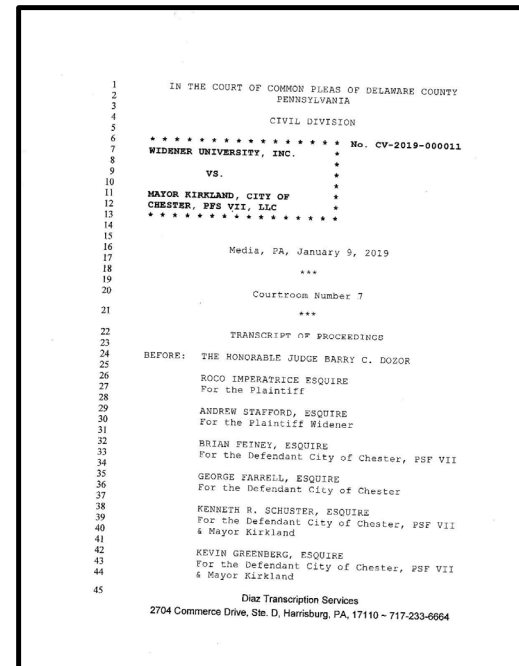 1 IN THE COURT OF COMMON PLEAS OF DELAWARE COUNTY
2 PENNSYLVANIA
3
4 CIVIL DIVISION
5
6 * * * * * * * * * * * * * * * * No. CV-2019-000011
7 WIDENER UNIVERSITY, INC. *
8 *
9 VS. *
10 *
11 MAYOR KIRKLAND, CITY OF *
12 CHESTER, PFS VII, LLC *
13 * * * * * * * * * * * * * * * *
14
15
16 Media, PA, January 9, 2019
17
18 ***
19
20 Courtroom Number 7
21 ***
22 TRANSCRIPT OF PROCEEDINGS
23
24 BEFORE: THE HONORABLE JUDGE BARRY C. DOZOR
25
26 ROCO IMPERATRICE ESQUIRE
27 For the Plaintiff
28
29 ANDREW STAFFORD, ESQUIRE
30 For the Plaintiff Widener
31
32 BRIAN FEINEY, ESQUIRE
33 For the Defendant City of Chester, PSF VII
34
35 GEORGE FARRELL, ESQUIRE
36 For the Defendant City of Chester
37
38 KENNETH R. SCHUSTER, ESQUIRE
39 For the Defendant City of Chester, PSF VII
40 & Mayor Kirkland
41
42 KEVIN GREENBERG, ESQUIRE
43 For the Defendant City of Chester, PSF VII
44 & Mayor Kirkland
45
Diaz Transcription Services
2704 Commerce Drive, Ste. D, Harrisburg, PA, 17110 ~ 717-233-6664